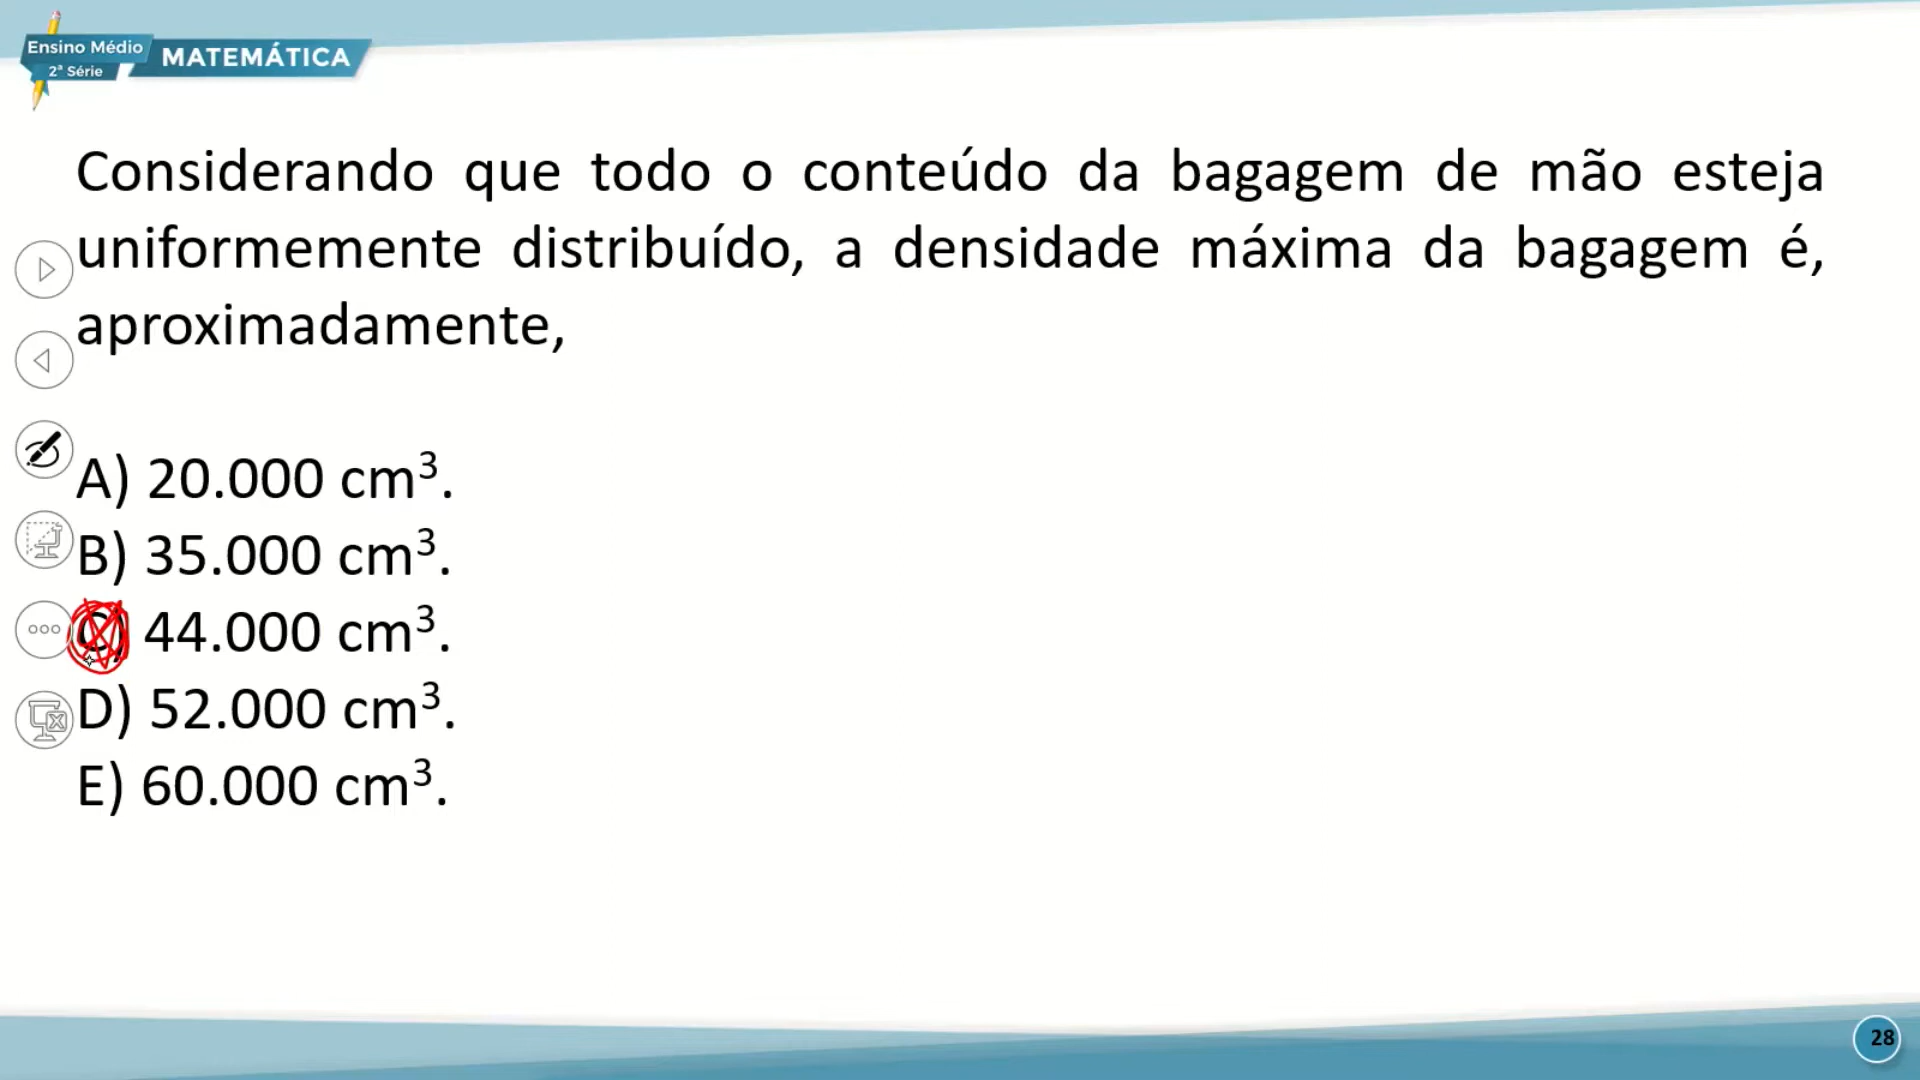 Ensino Médio
2ª Série
MATEMÁTICA
Considerando que todo o conteúdo da bagagem de mão esteja
uniformemente distribuído, a densidade máxima da bagagem é,
aproximadamente,
A) 20.000 cm³.
B) 35.000 cm³.
C) 44.000 cm³.
D) 52.000 cm³.
E) 60.000 cm³.
28